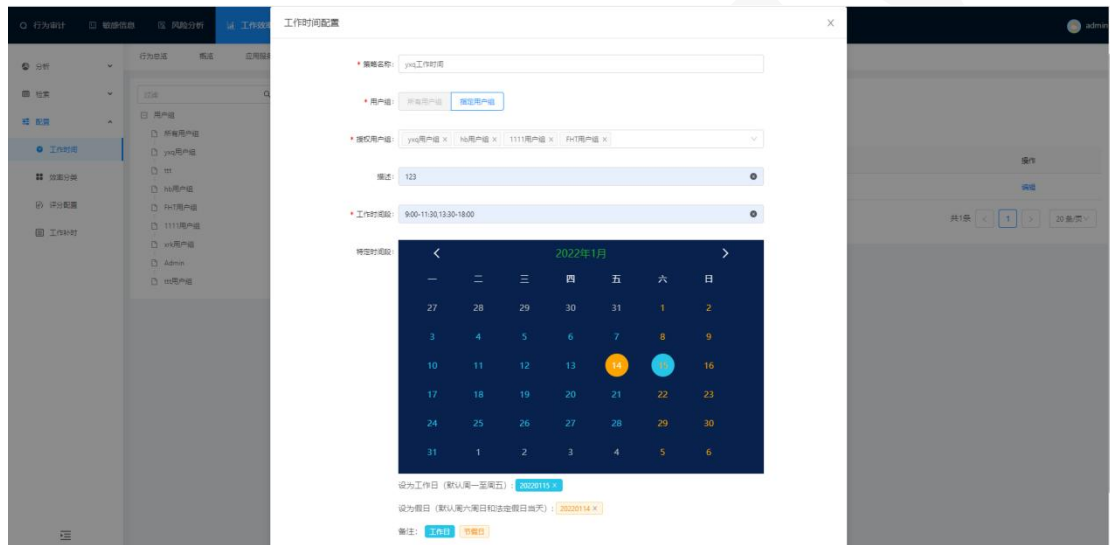 行为审计 敏感信息 风险分析 工作效 admin
工作时间配置
行为总览 概览 应用服
分析
检索
配置
工作时间
效率分类
评分配置
工作补时
过滤
用户组
所有用户组
yxq用户组
ttt
hb用户组
FHT用户组
1111用户组
Admin
* 策略名称: yxq工作时间
* 用户组: 所有用户组 指定用户组
* 授权用户组: yxq用户组 × hb用户组 × 1111用户组 × FHT用户组 ×
描述: 123
* 工作时间段: 9:00-11:30,13:30-18:00
特定时间段:
2022年1月
一 二 三 四 五 六 日
27 28 29 30 31 1 2
3 4 5 6 7 8 9
10 11 12 13 14 15 16
17 18 19 20 21 22 23
24 25 26 27 28 29 30
31 1 2 3 4 5 6
设为工作日（默认周一至周五）: 20220115 ×
设为假日（默认周六周日和法定假日当天）: 20220114 ×
备注: 工作日 节假日
操作
编辑
共1条 < 1 > 20 条/页